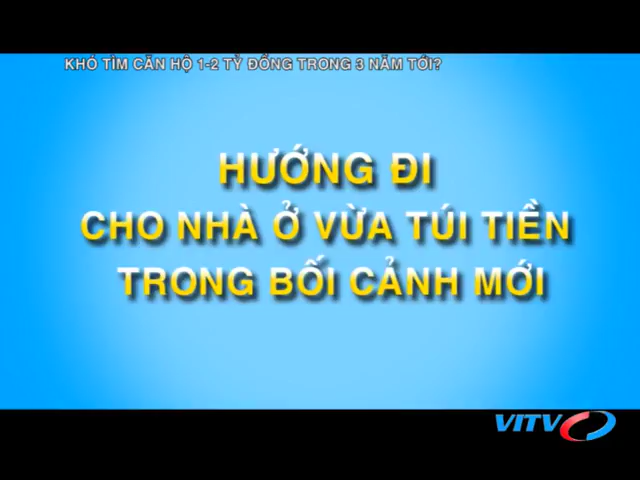 KHÓ TÌM CĂN HỘ 1-2 TỶ ĐỒNG TRONG 3 NĂM TỚI?
HƯỚNG ĐI
CHO NHÀ Ở VỪA TÚI TIỀN
TRONG BỐI CẢNH MỚI
VITV